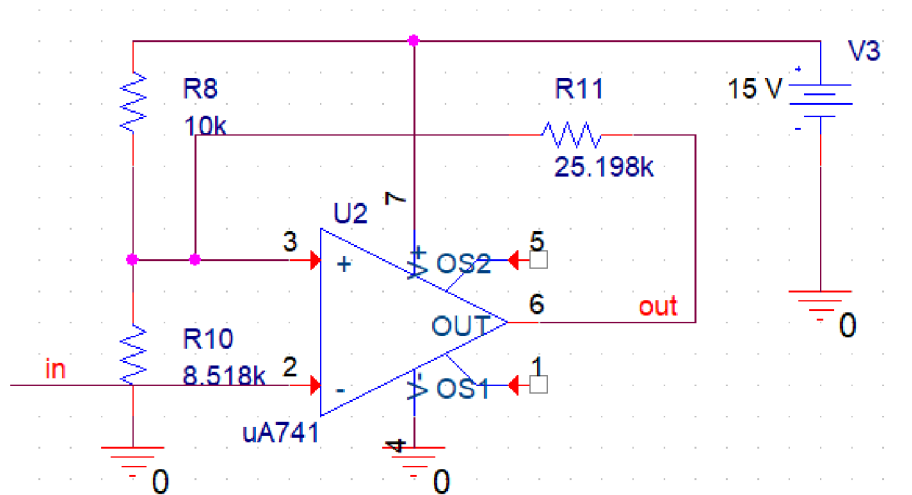 V3
R8
10k
R11
25.198k
15 V
+
-
7
U2
3
+
V+
OS2
5
OUT
6
out
0
R10
8.518k
in
2
-
V-
OS1
1
uA741
4
0
0